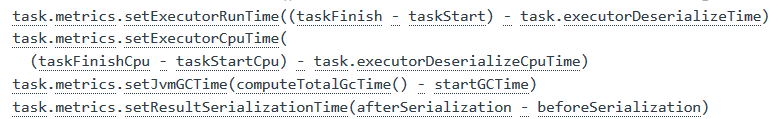 task.metrics.setExecutorRunTime((taskFinish - taskStart) - task.executorDeserializeTime)
task.metrics.setExecutorCpuTime(
(taskFinishCpu - taskStartCpu) - task.executorDeserializeCpuTime)
task.metrics.setJvmGCTime(computeTotalGcTime() - startGCTime)
task.metrics.setResultSerializationTime(afterSerialization - beforeSerialization)